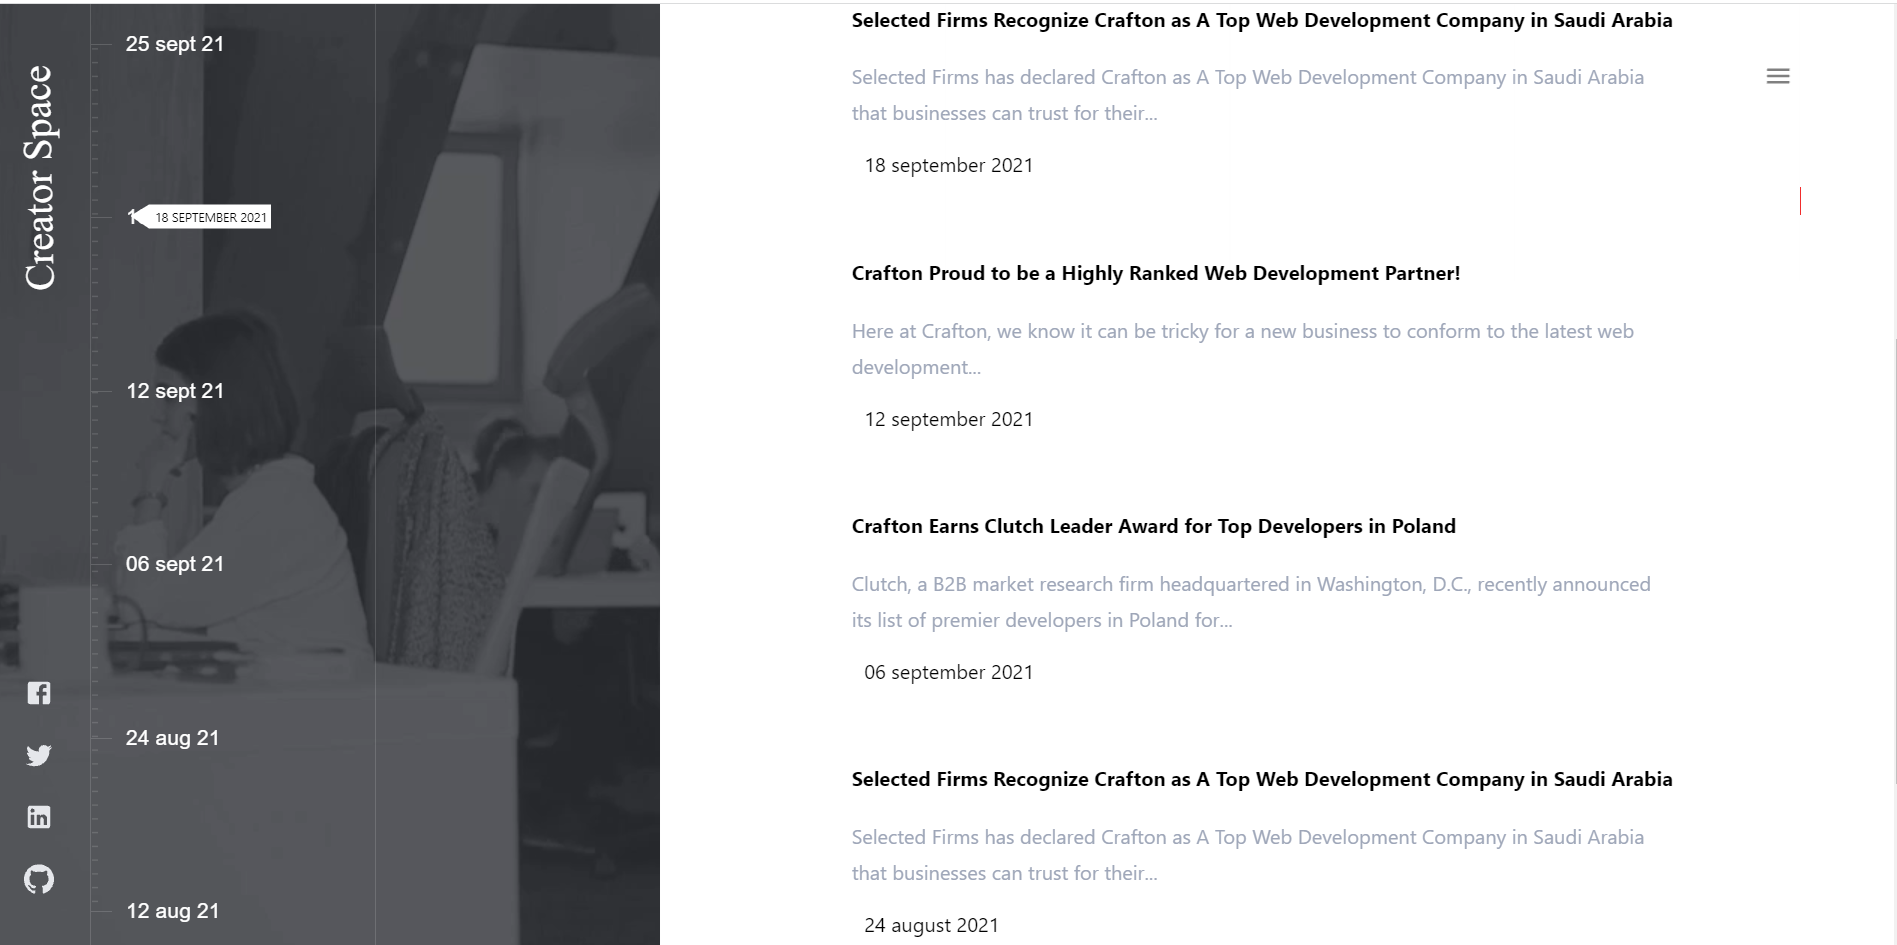 Creator Space
25 sept 21
18 SEPTEMBER 2021
12 sept 21
06 sept 21
24 aug 21
12 aug 21
Selected Firms Recognize Crafton as A Top Web Development Company in Saudi Arabia
Selected Firms has declared Crafton as A Top Web Development Company in Saudi Arabia
that businesses can trust for their...
18 september 2021
Crafton Proud to be a Highly Ranked Web Development Partner!
Here at Crafton, we know it can be tricky for a new business to conform to the latest web
development...
12 september 2021
Crafton Earns Clutch Leader Award for Top Developers in Poland
Clutch, a B2B market research firm headquartered in Washington, D.C., recently announced
its list of premier developers in Poland for...
06 september 2021
Selected Firms Recognize Crafton as A Top Web Development Company in Saudi Arabia
Selected Firms has declared Crafton as A Top Web Development Company in Saudi Arabia
that businesses can trust for their...
24 august 2021